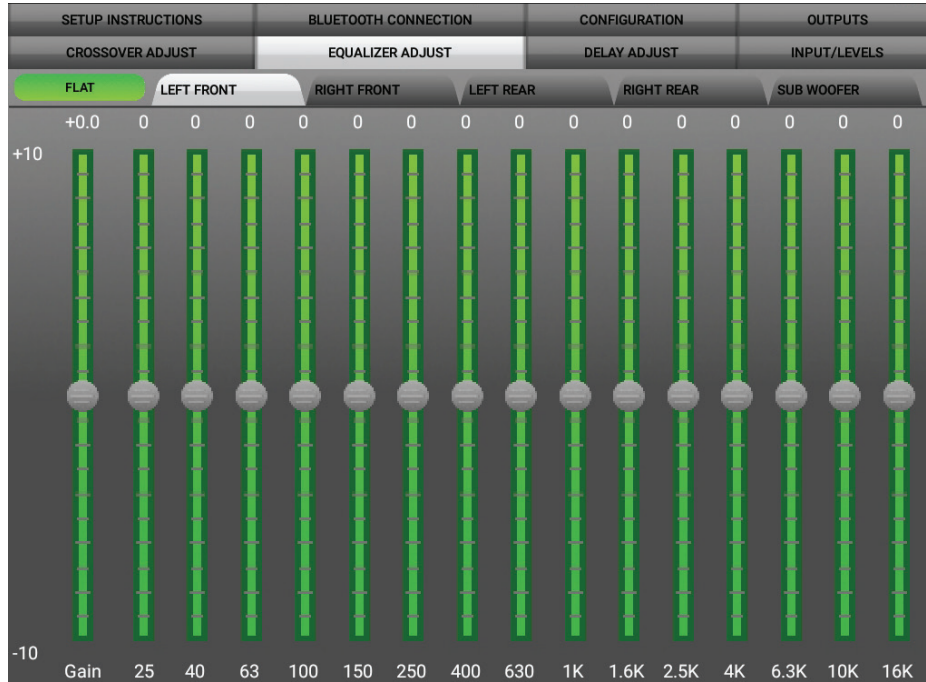 SETUP INSTRUCTIONS BLUETOOTH CONNECTION CONFIGURATION OUTPUTS
CROSSOVER ADJUST EQUALIZER ADJUST DELAY ADJUST INPUT/LEVELS
FLAT LEFT FRONT RIGHT FRONT LEFT REAR RIGHT REAR SUB WOOFER
+0.0 0 0 0 0 0 0 0 0 0 0 0 0 0 0 0
+10
-10
Gain 25 40 63 100 150 250 400 630 1K 1.6K 2.5K 4K 6.3K 10K 16K